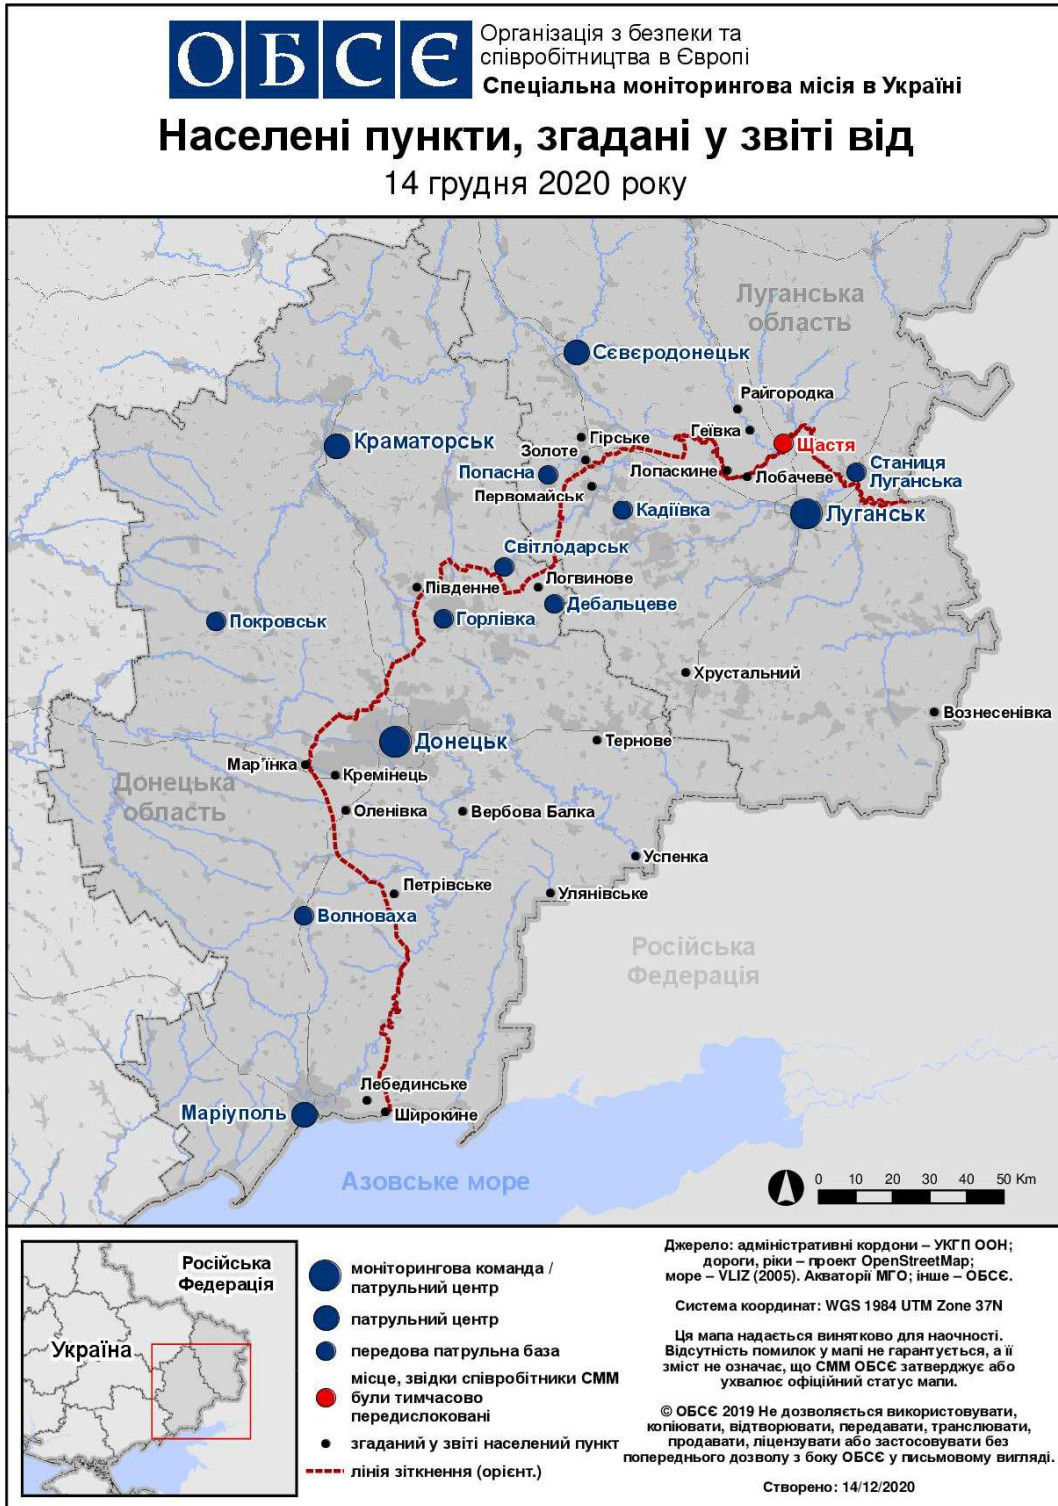 ОБСЄ
Організація з безпеки та
співробітництва в Європі
Спеціальна моніторингова місія в Україні
Населені пункти, згадані у звіті від
14 грудня 2020 року
Луганська
область
Сєвєродонецьк
Райгородка
Геївка
Щастя
Краматорськ
Гірське
Золоте
Попасна
Лопаскине
Лобачеве
Станиця
Луганська
Первомайськ
Кадіївка
Луганськ
Світлодарськ
Південне
Логвинове
Дебальцеве
Горлівка
Покровськ
Хрустальний
Вознесенівка
Донецьк
Тернове
Мар'їнка
Кремінець
Донецька
область
Оленівка
Вербова Балка
Успенка
Петрівське
Улянівське
Волноваха
Російська
Федерація
Лебединське
Маріуполь
Широкине
Азовське море
0 10 20 30 40 50 Km
Російська
Федерація
Україна
моніторингова команда /
патрульний центр
патрульний центр
передова патрульна база
місце, звідки співробітники СММ
були тимчасово
передислоковані
згаданий у звіті населений пункт
лінія зіткнення (орієнт.)
Джерело: адміністративні кордони – УКГП ООН;
дороги, ріки – проект OpenStreetMap;
море – VLIZ (2005). Акваторії МГО; інше – ОБСЄ.
Система координат: WGS 1984 UTM Zone 37N
Ця мапа надається винятково для наочності.
Відсутність помилок у мапі не гарантується, а її
зміст не означає, що СММ ОБСЄ затверджує або
ухвалює офіційний статус мапи.
© ОБСЄ 2019 Не дозволяється використовувати,
копіювати, відтворювати, передавати, транслювати,
продавати, ліцензувати або застосовувати без
попереднього дозволу з боку ОБСЄ у письмовому вигляді.
Створено: 14/12/2020